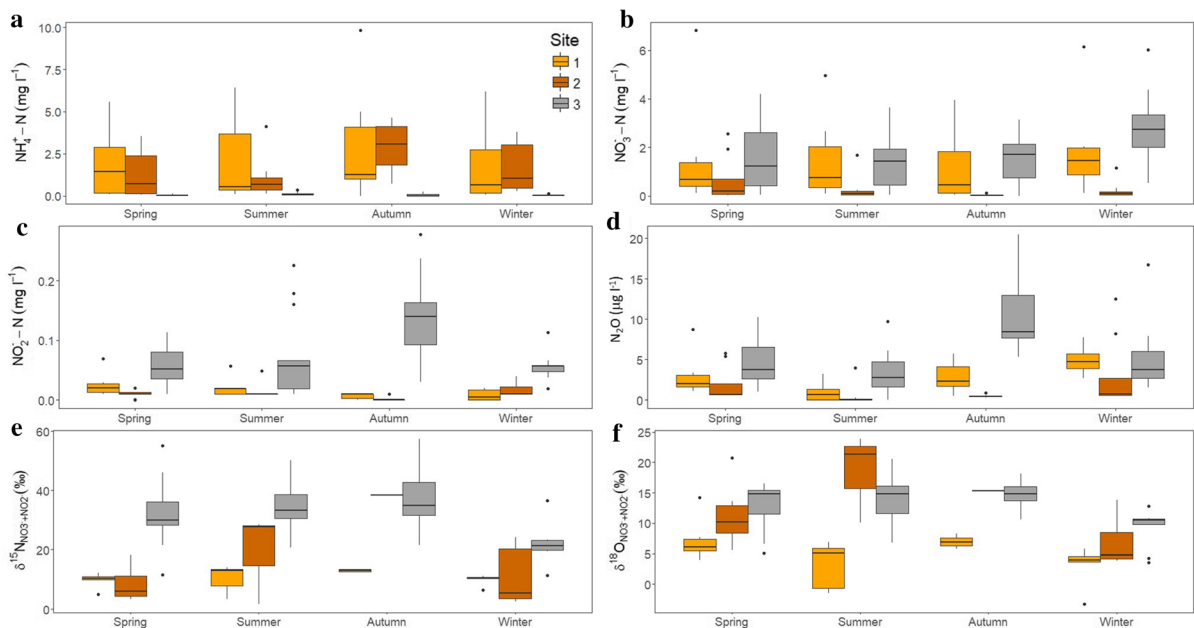 a
NH₄⁺ – N (mg l⁻¹)
10.0
7.5
5.0
2.5
0.0
Spring Summer Autumn Winter
Site
1
2
3
b
NO₃⁻ – N (mg l⁻¹)
6
4
2
0
Spring Summer Autumn Winter
c
NO₂⁻ – N (mg l⁻¹)
0.2
0.1
0.0
Spring Summer Autumn Winter
d
N₂O (µg l⁻¹)
20
15
10
5
0
Spring Summer Autumn Winter
e
δ¹⁵N NO3+NO2 (‰)
60
40
20
0
Spring Summer Autumn Winter
f
δ¹⁸O NO3+NO2 (‰)
25
20
15
10
5
0
Spring Summer Autumn Winter